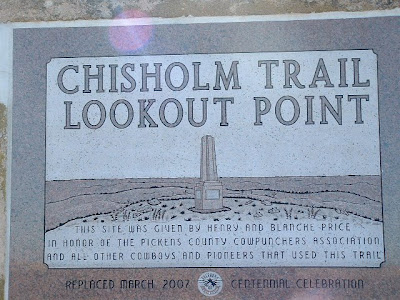 CHISHOLM TRAIL
LOOKOUT POINT
THIS SITE WAS GIVEN BY HENRY AND BLANCHE PRICE
IN HONOR OF THE PICKENS COUNTY COWPUNCHERS ASSOCIATION
AND ALL OTHER COWBOYS AND PIONEERS THAT USED THIS TRAIL
REPLACED MARCH 2007 CENTENNIAL CELEBRATION